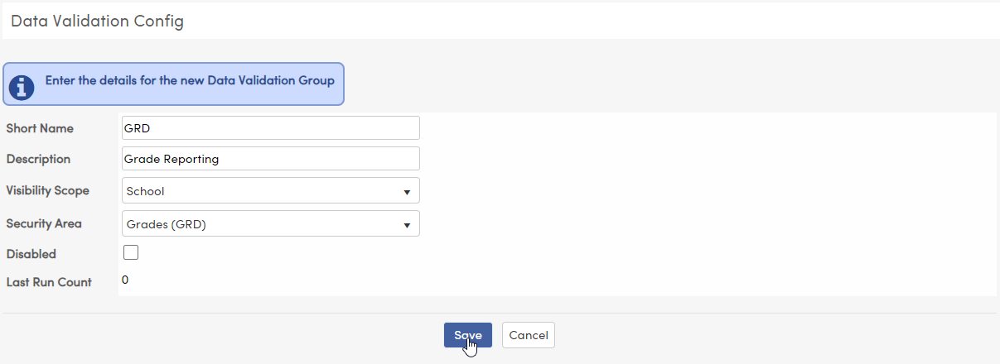 Data Validation Config
Enter the details for the new Data Validation Group
Short Name GRD
Description Grade Reporting
Visibility Scope School
Security Area Grades (GRD)
Disabled
Last Run Count 0
Save Cancel